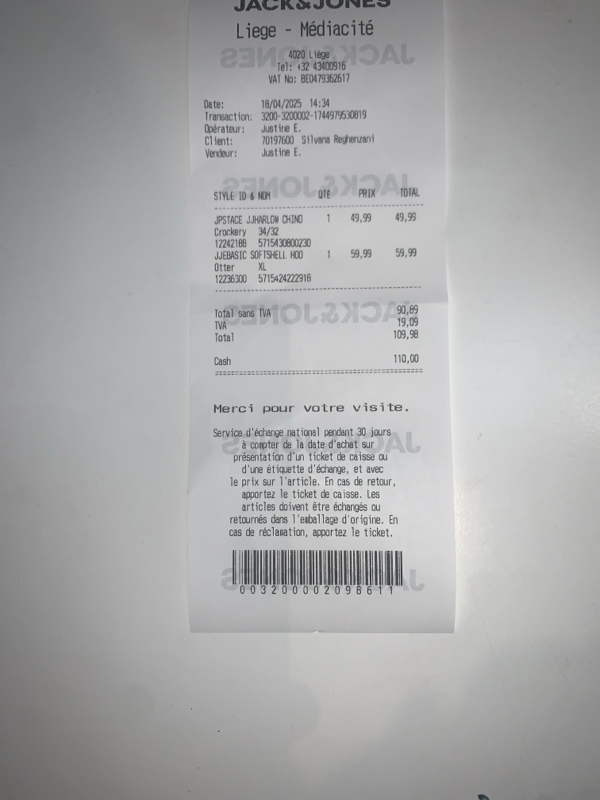 JACK&JONES
Liege - Médiacité
4020 Liège
Tel: +32 43400916
VAT No: BE0479362617
Date: 18/04/2025 14:34
Transaction: 3200-3200002-1744979530819
Opérateur: Justine E.
Client: 70197600 Silvana Reghenzani
Vendeur: Justine E.
STYLE ID & NOM QTÉ PRIX TOTAL
JPSTACE JJHARLOW CHINO 1 49,99 49,99
Crockery 34/32
12242188 5715430800230
JJEBASIC SOFTSHELL HOO 1 59,99 59,99
Otter XL
12236300 5715424222918
Total sans TVA 90,89
TVA 19,09
Total 109,98
Cash 110,00
Merci pour votre visite.
Service d'échange national pendant 30 jours
à compter de la date d'achat sur
présentation d'un ticket de caisse ou
d'une étiquette d'échange, et avec
le prix sur l'article. En cas de retour,
apportez le ticket de caisse. Les
articles doivent être échangés ou
retournés dans l'emballage d'origine. En
cas de réclamation, apportez le ticket.
0032000002098611